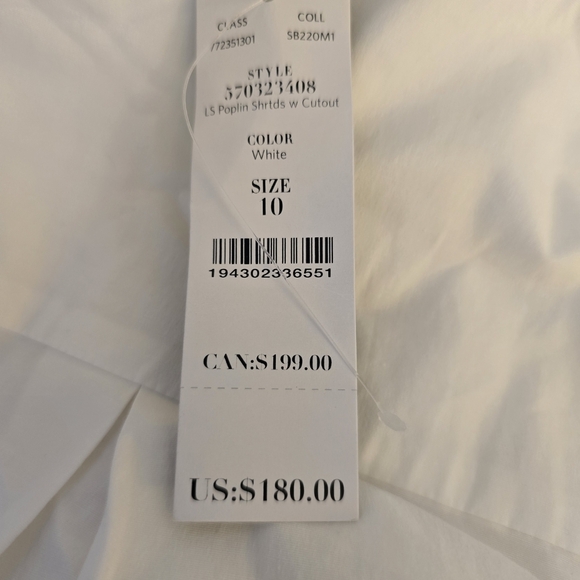 CLASS COLL
772351301 SB220M1
STYLE
570323408
LS Poplin Shrtds w Cutout
COLOR
White
SIZE
10
194302336551
CAN:$199.00
US:$180.00